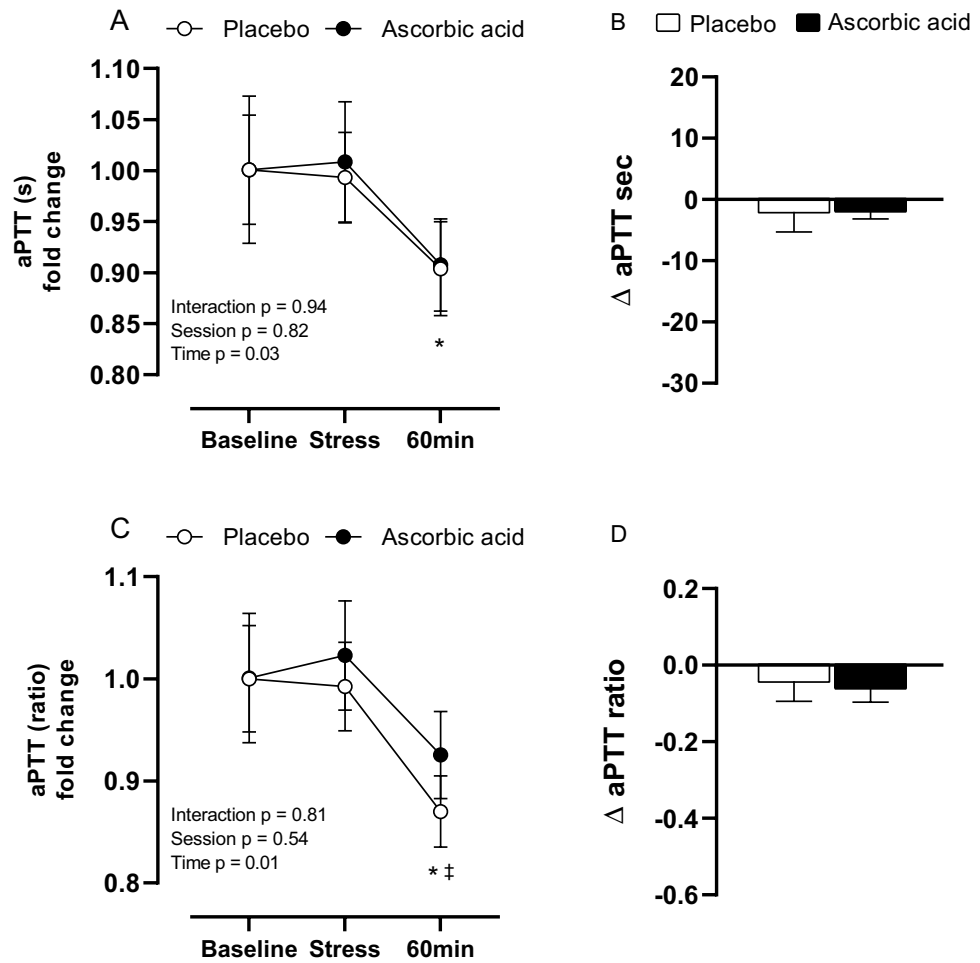 A
Placebo
Ascorbic acid
1.10
1.05
1.00
0.95
0.90
0.85
0.80
aPTT (s)
fold change
Interaction p = 0.94
Session p = 0.82
Time p = 0.03
*
Baseline Stress 60min
B
Placebo
Ascorbic acid
20
10
0
-10
-20
-30
Δ aPTT sec
C
Placebo
Ascorbic acid
1.1
1.0
0.9
0.8
aPTT (ratio)
fold change
Interaction p = 0.81
Session p = 0.54
Time p = 0.01
* ‡
Baseline Stress 60min
D
0.2
0.0
-0.2
-0.4
-0.6
Δ aPTT ratio